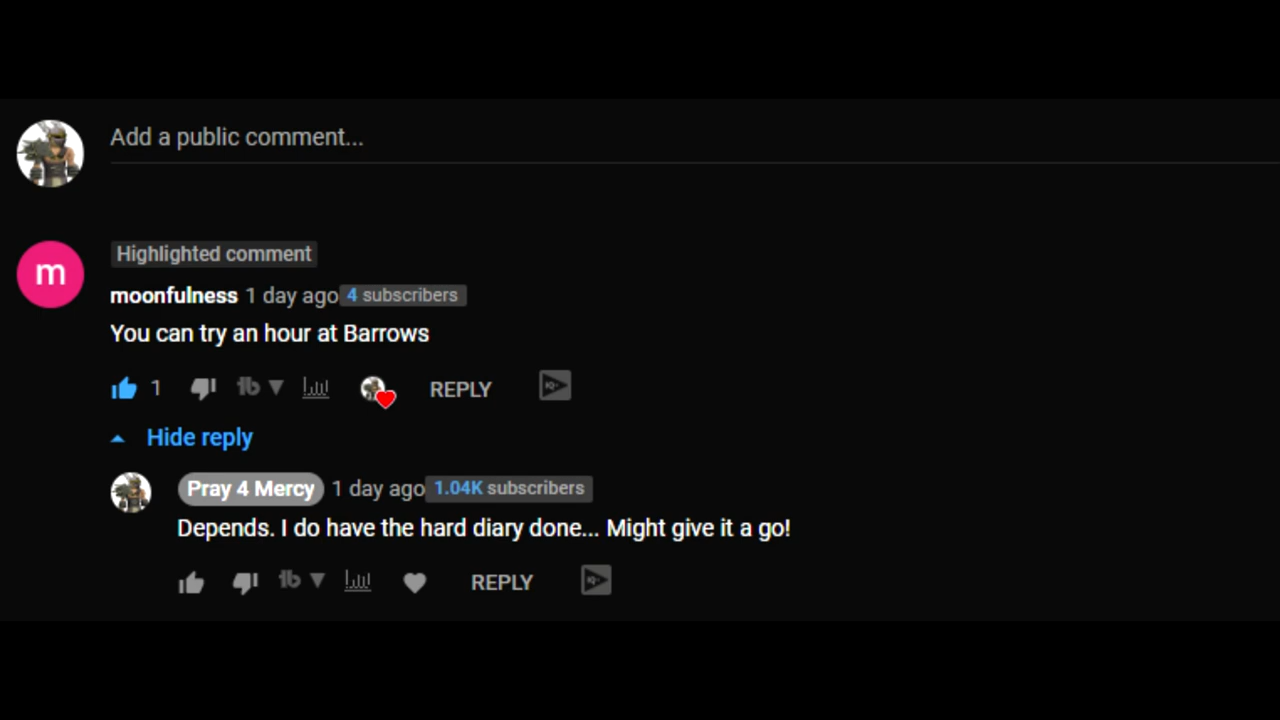 Add a public comment...
Highlighted comment
m
moonfulness 1 day ago 4 subscribers
You can try an hour at Barrows
1 tb REPLY
Hide reply
Pray 4 Mercy 1 day ago 1.04K subscribers
Depends. I do have the hard diary done... Might give it a go!
tb REPLY